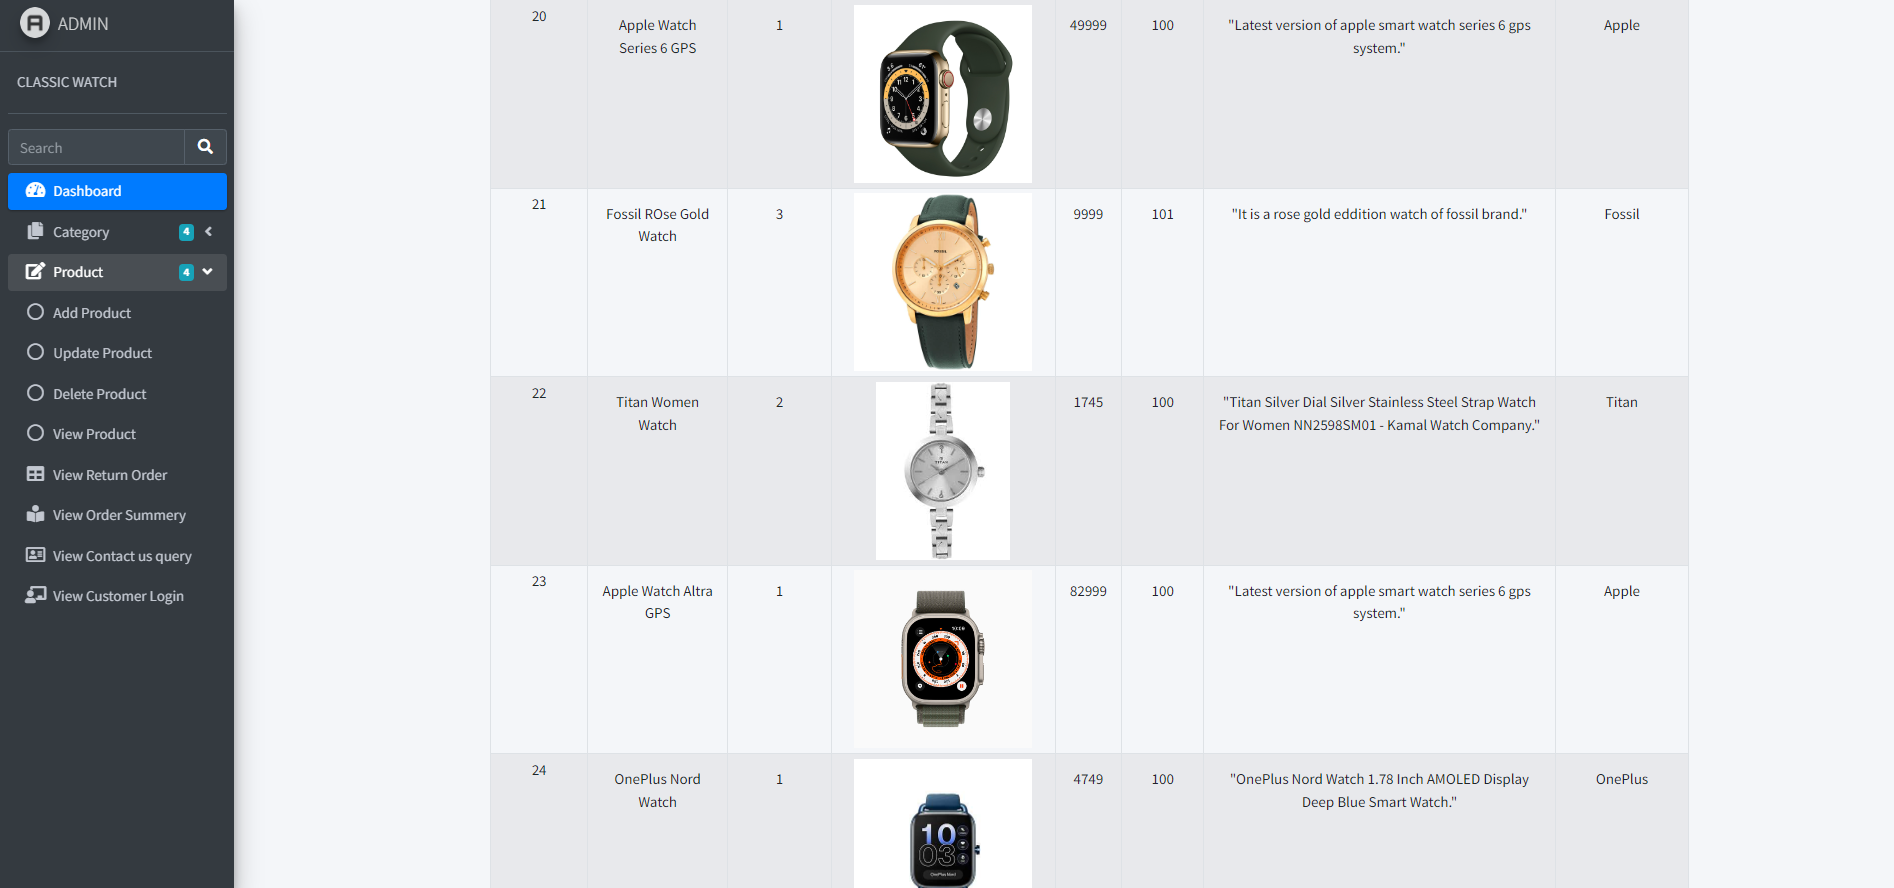 ADMIN
CLASSIC WATCH
Search
Dashboard
Category 4
Product 4
Add Product
Update Product
Delete Product
View Product
View Return Order
View Order Summery
View Contact us query
View Customer Login
20 Apple Watch 1 49999 100 "Latest version of apple smart watch series 6 gps Apple
Series 6 GPS system."
21 Fossil ROse Gold 3 9999 101 "It is a rose gold eddition watch of fossil brand." Fossil
Watch
FOSSIL
22 Titan Women 2 1745 100 "Titan Silver Dial Silver Stainless Steel Strap Watch Titan
Watch For Women NN2598SM01 - Kamal Watch Company."
TITAN
23 Apple Watch Altra 1 82999 100 "Latest version of apple smart watch series 6 gps Apple
GPS system."
10:09
24 OnePlus Nord 1 4749 100 "OnePlus Nord Watch 1.78 Inch AMOLED Display OnePlus
Watch Deep Blue Smart Watch."
10
03
OnePlus Nord